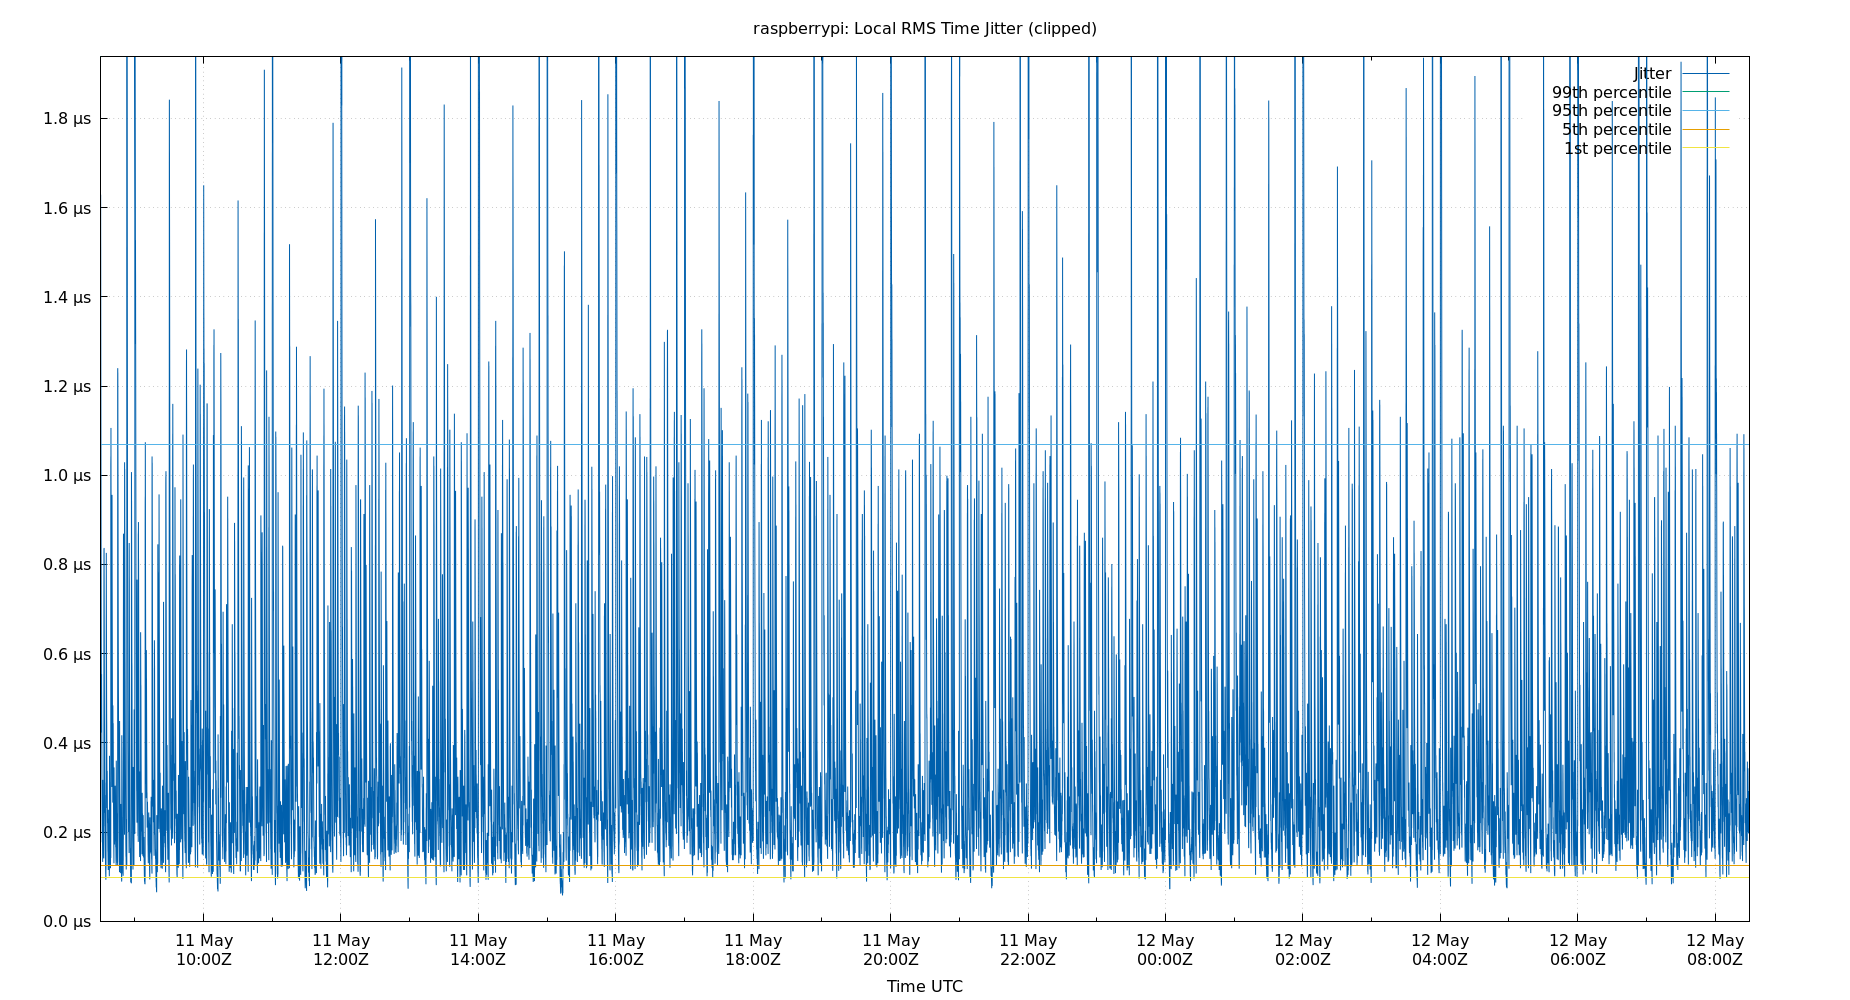 raspberrypi: Local RMS Time Jitter (clipped)
Jitter
99th percentile
95th percentile
5th percentile
1st percentile
1.8 µs
1.6 µs
1.4 µs
1.2 µs
1.0 µs
0.8 µs
0.6 µs
0.4 µs
0.2 µs
0.0 µs
11 May 11 May 11 May 11 May 11 May 11 May 11 May 12 May 12 May 12 May 12 May 12 May
10:00Z 12:00Z 14:00Z 16:00Z 18:00Z 20:00Z 22:00Z 00:00Z 02:00Z 04:00Z 06:00Z 08:00Z
Time UTC